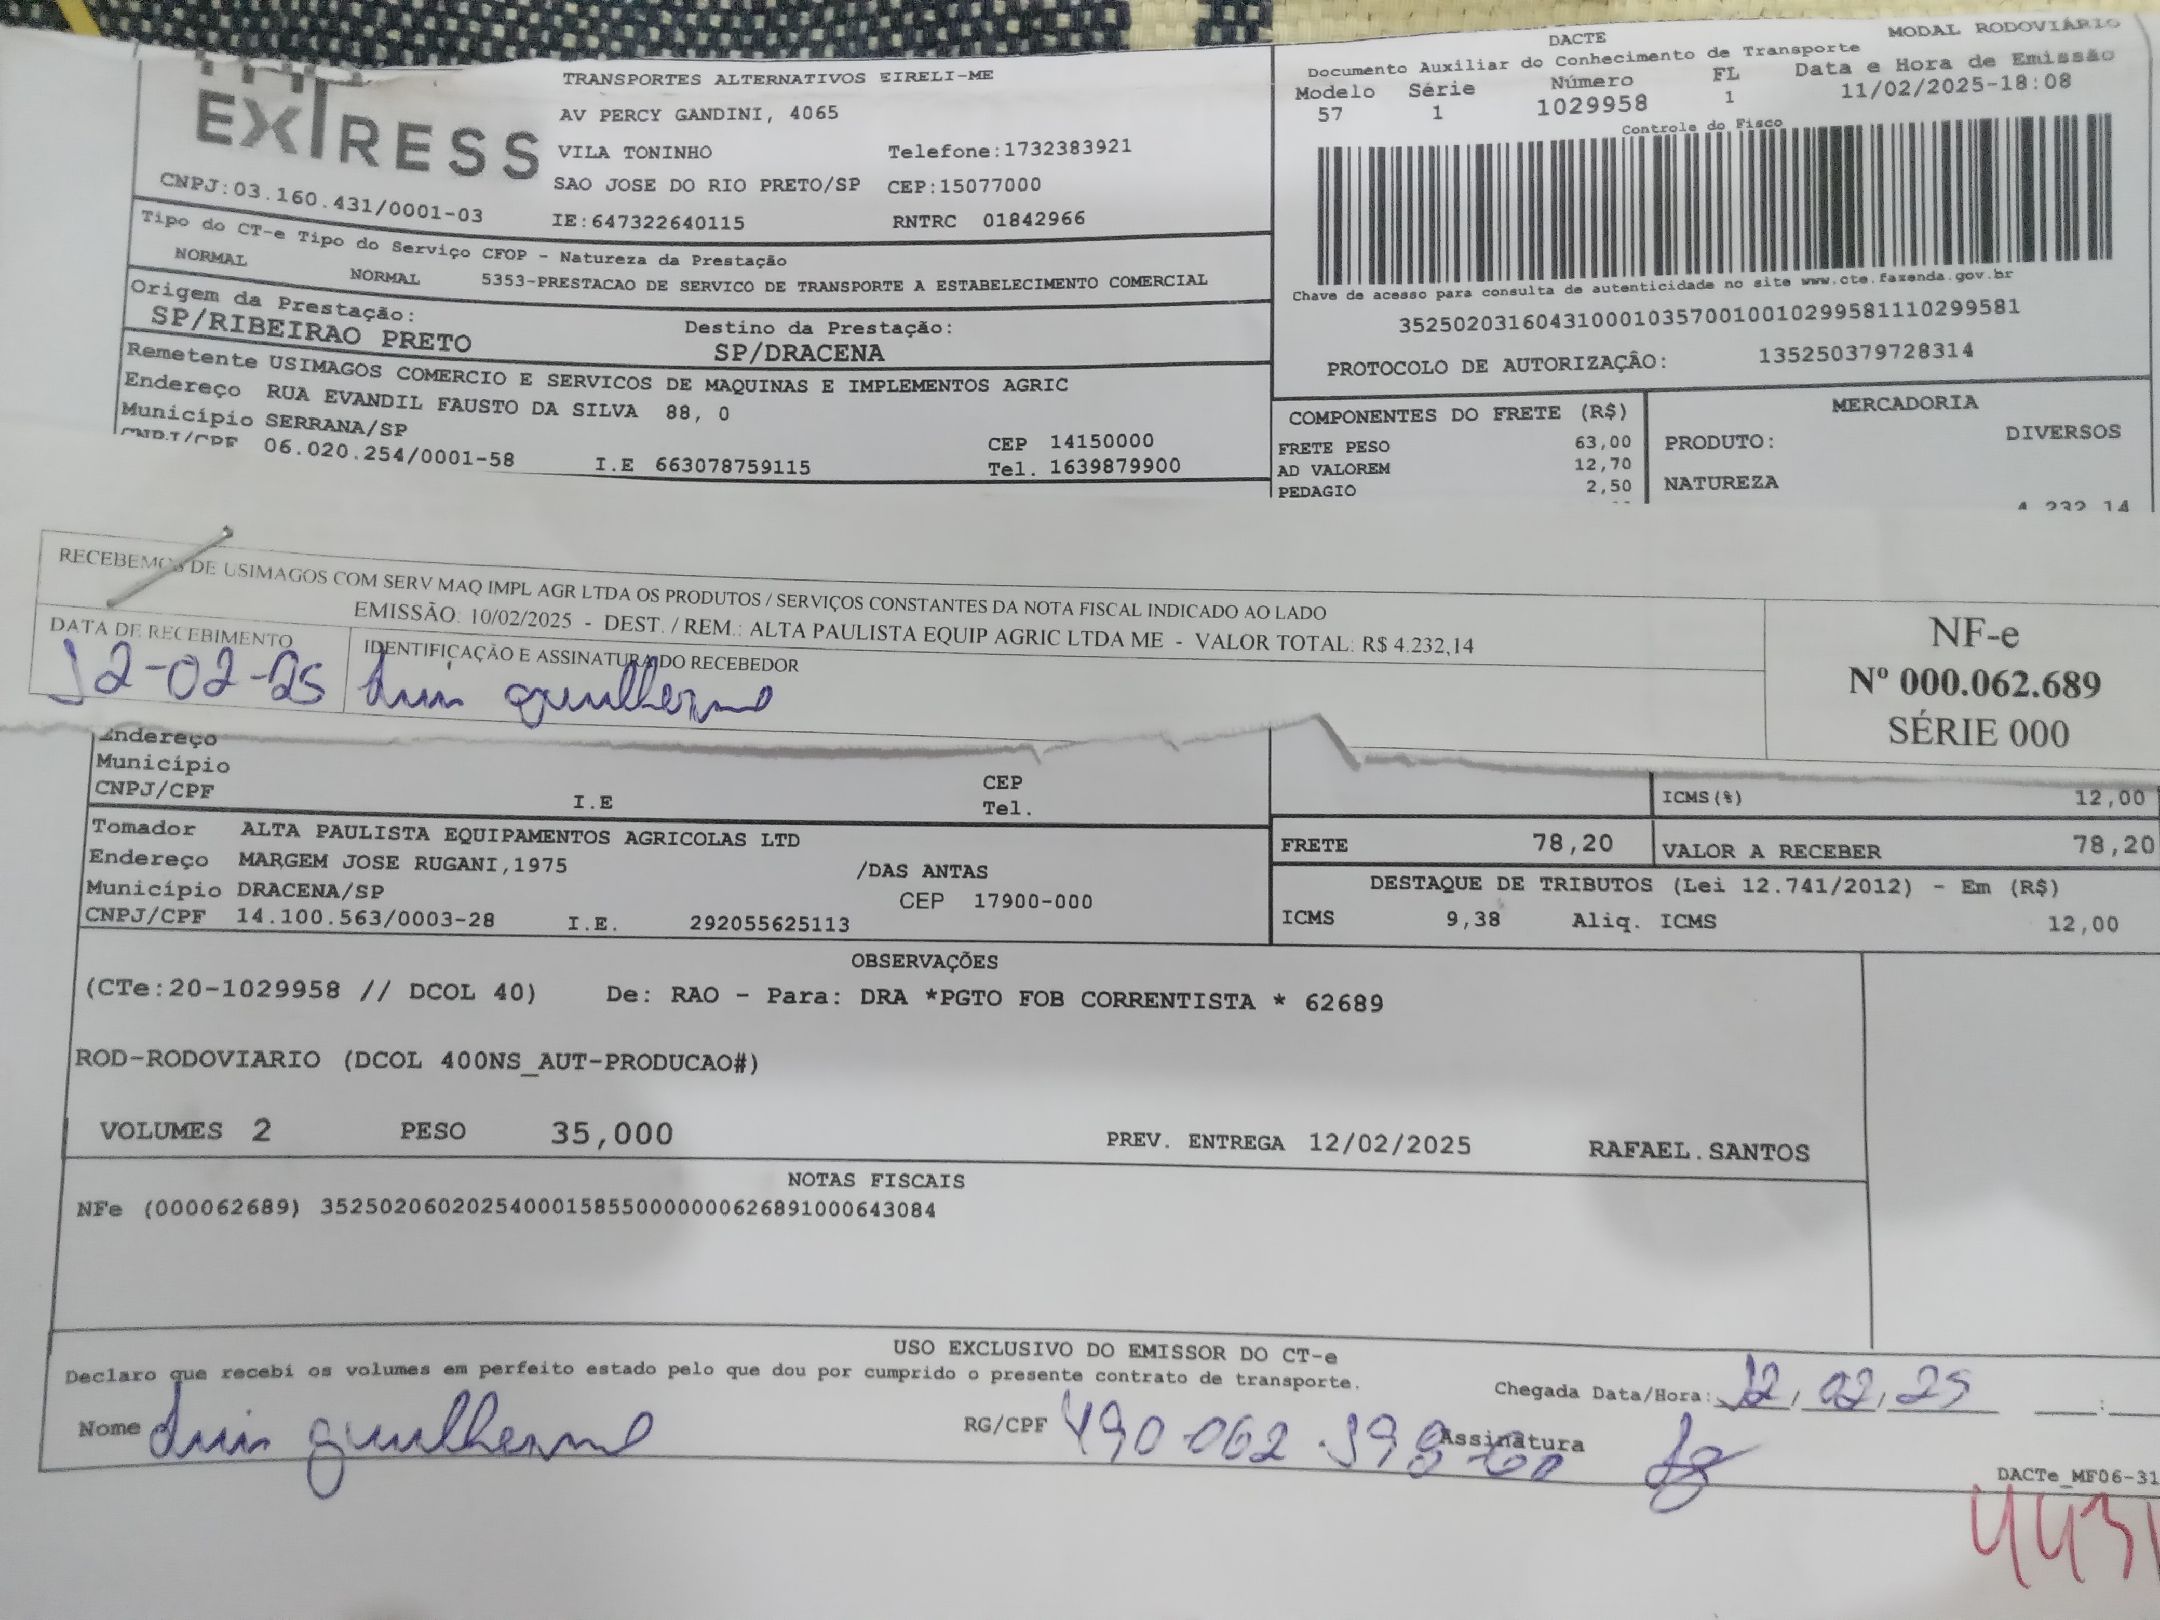 EXPRESS
CNPJ:03.160.431/0001-03
TRANSPORTES ALTERNATIVOS EIRELI-ME
AV PERCY GANDINI, 4065
VILA TONINHO Telefone:1732383921
SAO JOSE DO RIO PRETO/SP CEP:15077000
IE:647322640115 RNTRC 01842966
DACTE MODAL RODOVIÁRIO
Documento Auxiliar do Conhecimento de Transporte
Modelo Série Número FL Data e Hora de Emissão
57 1 1029958 1 11/02/2025-18:08
Controle do Fisco
Chave de acesso para consulta de autenticidade no site www.cte.fazenda.gov.br
35250203160431000103570010010299581110299581
PROTOCOLO DE AUTORIZAÇÃO: 135250379728314
Tipo do CT-e Tipo do Serviço CFOP - Natureza da Prestação
NORMAL NORMAL 5353-PRESTACAO DE SERVICO DE TRANSPORTE A ESTABELECIMENTO COMERCIAL
Origem da Prestação: Destino da Prestação:
SP/RIBEIRAO PRETO SP/DRACENA
Remetente USIMAGOS COMERCIO E SERVICOS DE MAQUINAS E IMPLEMENTOS AGRIC
Endereço RUA EVANDIL FAUSTO DA SILVA 88, 0
Município SERRANA/SP CEP 14150000
CNPJ/CPF 06.020.254/0001-58 I.E 663078759115 Tel. 1639879900
COMPONENTES DO FRETE (R$) MERCADORIA
FRETE PESO 63,00 PRODUTO: DIVERSOS
AD VALOREM 12,70
PEDAGIO 2,50 NATUREZA
4.232,14
RECEBEMOS DE USIMAGOS COM SERV MAQ IMPL AGR LTDA OS PRODUTOS / SERVIÇOS CONSTANTES DA NOTA FISCAL INDICADO AO LADO
EMISSÃO: 10/02/2025 - DEST. / REM.: ALTA PAULISTA EQUIP AGRIC LTDA ME - VALOR TOTAL: R$ 4.232,14
DATA DE RECEBIMENTO IDENTIFICAÇÃO E ASSINATURA DO RECEBEDOR
12-02-25 Luis guilherme
NF-e
Nº 000.062.689
SÉRIE 000
Endereço
Município CEP
CNPJ/CPF I.E Tel.
ICMS(%) 12,00
Tomador ALTA PAULISTA EQUIPAMENTOS AGRICOLAS LTD
Endereço MARGEM JOSE RUGANI,1975 /DAS ANTAS
Município DRACENA/SP CEP 17900-000
CNPJ/CPF 14.100.563/0003-28 I.E. 292055625113
FRETE 78,20 VALOR A RECEBER 78,20
DESTAQUE DE TRIBUTOS (Lei 12.741/2012) - Em (R$)
ICMS 9,38 Aliq. ICMS 12,00
OBSERVAÇÕES
(CTe:20-1029958 // DCOL 40) De: RAO - Para: DRA *PGTO FOB CORRENTISTA * 62689
ROD-RODOVIARIO (DCOL 400NS_AUT-PRODUCAO#)
VOLUMES 2 PESO 35,000 PREV. ENTREGA 12/02/2025 RAFAEL.SANTOS
NOTAS FISCAIS
NFe (000062689) 35250206020254000158550000000626891000643084
USO EXCLUSIVO DO EMISSOR DO CT-e
Declaro que recebi os volumes em perfeito estado pelo que dou por cumprido o presente contrato de transporte.
Chegada Data/Hora: 12/02/25 :
Nome Luis guilherme RG/CPF 490.062.398-60 Assinatura
DACTe_MF06-31
4431